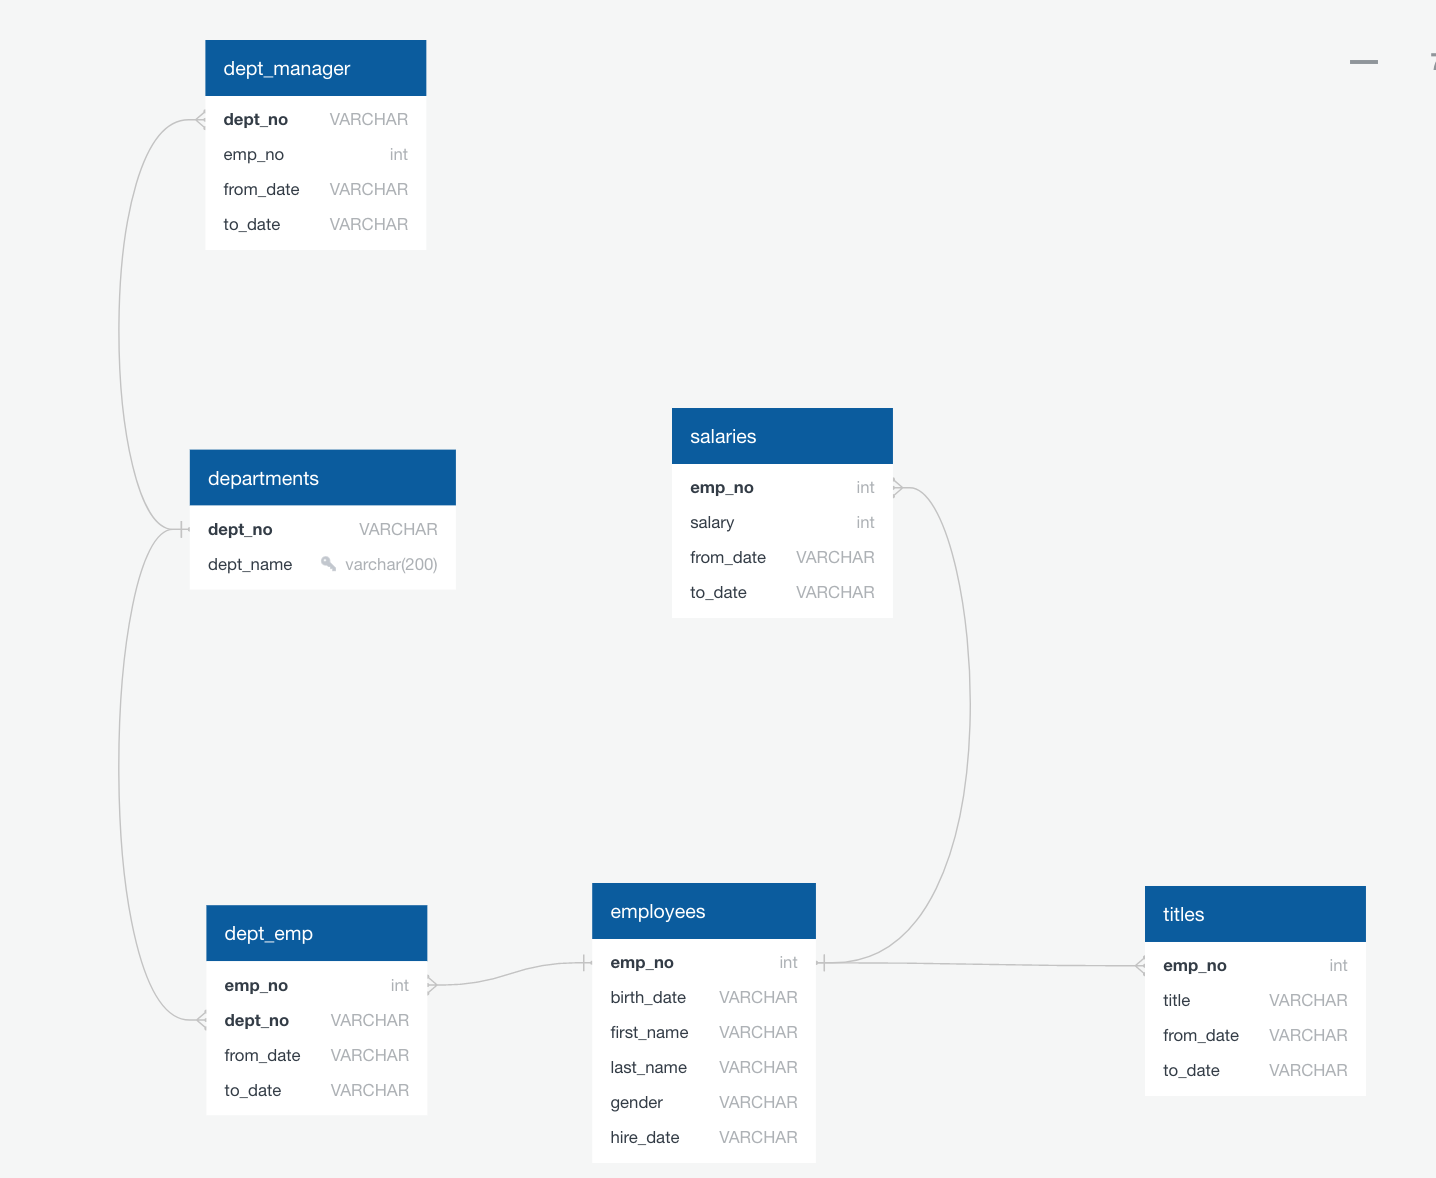 dept_manager
dept_no VARCHAR
emp_no int
from_date VARCHAR
to_date VARCHAR
departments
dept_no VARCHAR
dept_name varchar(200)
salaries
emp_no int
salary int
from_date VARCHAR
to_date VARCHAR
dept_emp
emp_no int
dept_no VARCHAR
from_date VARCHAR
to_date VARCHAR
employees
emp_no int
birth_date VARCHAR
first_name VARCHAR
last_name VARCHAR
gender VARCHAR
hire_date VARCHAR
titles
emp_no int
title VARCHAR
from_date VARCHAR
to_date VARCHAR